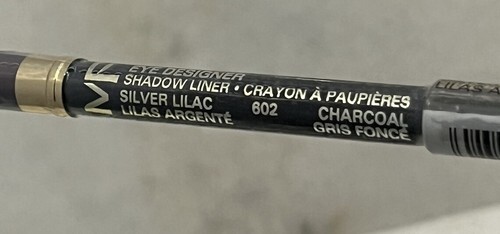 EYE DESIGNER
SHADOW LINER • CRAYON À PAUPIÈRES
SILVER LILAC 602 CHARCOAL
LILAS ARGENTÉ GRIS FONCÉ